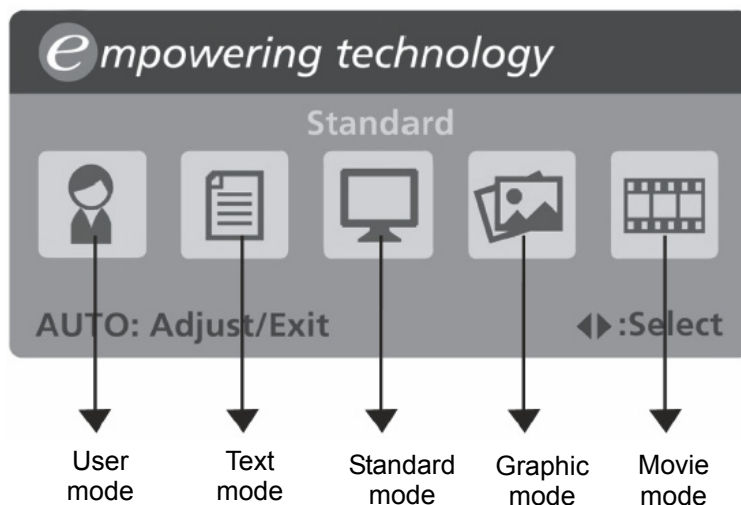 empowering technology
Standard
AUTO: Adjust/Exit
:Select
User
mode
Text
mode
Standard
mode
Graphic
mode
Movie
mode